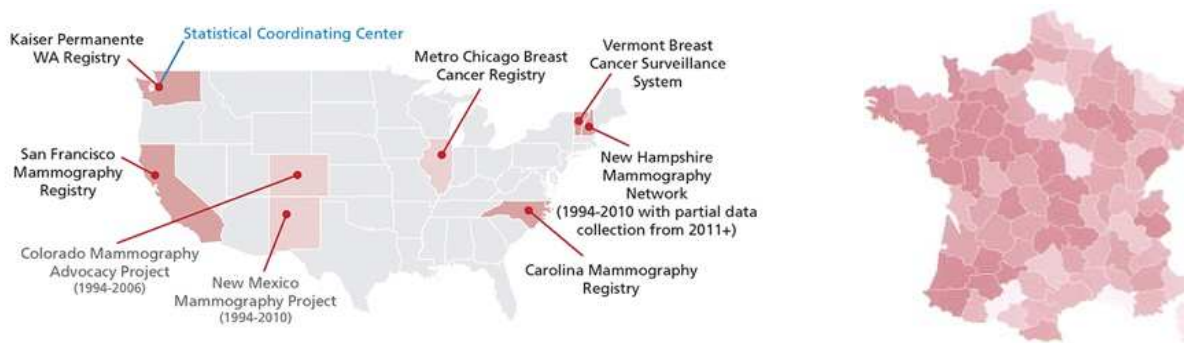 Kaiser Permanente
WA Registry
Statistical Coordinating Center
Metro Chicago Breast
Cancer Registry
Vermont Breast
Cancer Surveillance
System
San Francisco
Mammography
Registry
New Hampshire
Mammography
Network
(1994-2010 with partial data
collection from 2011+)
Colorado Mammography
Advocacy Project
(1994-2006)
New Mexico
Mammography Project
(1994-2010)
Carolina Mammography
Registry